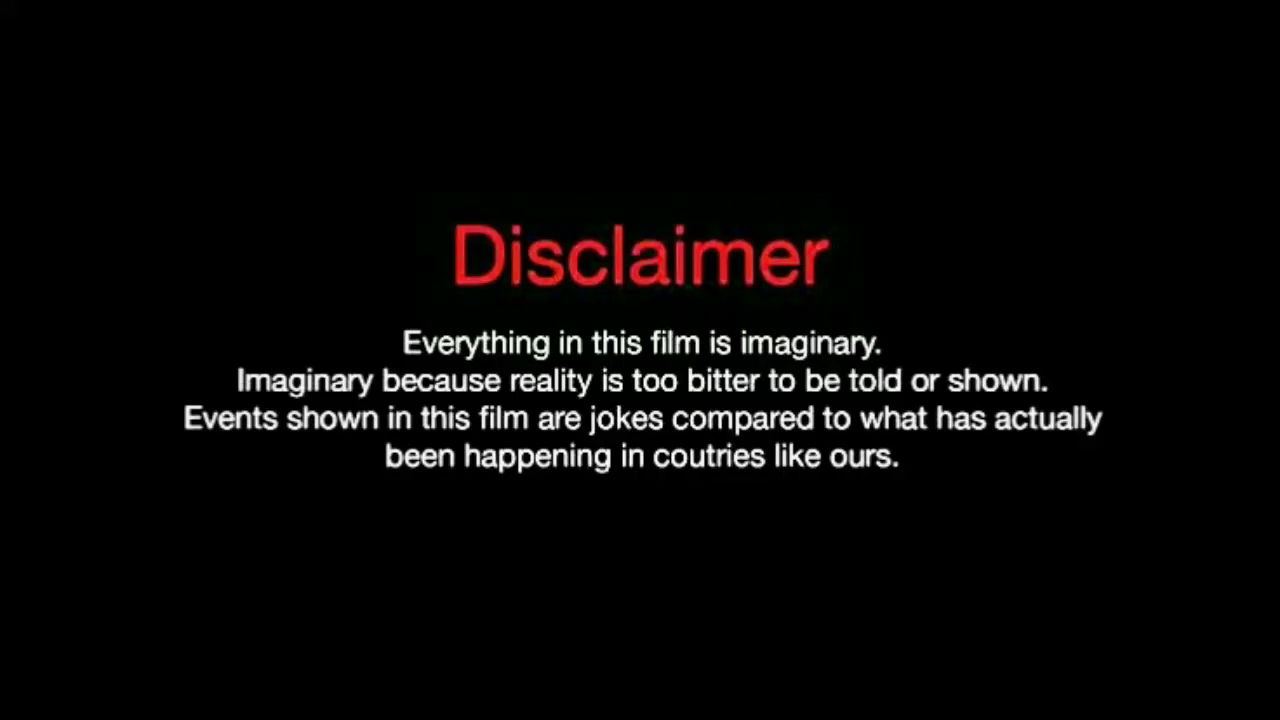 Disclaimer
Everything in this film is imaginary.
Imaginary because reality is too bitter to be told or shown.
Events shown in this film are jokes compared to what has actually
been happening in coutries like ours.